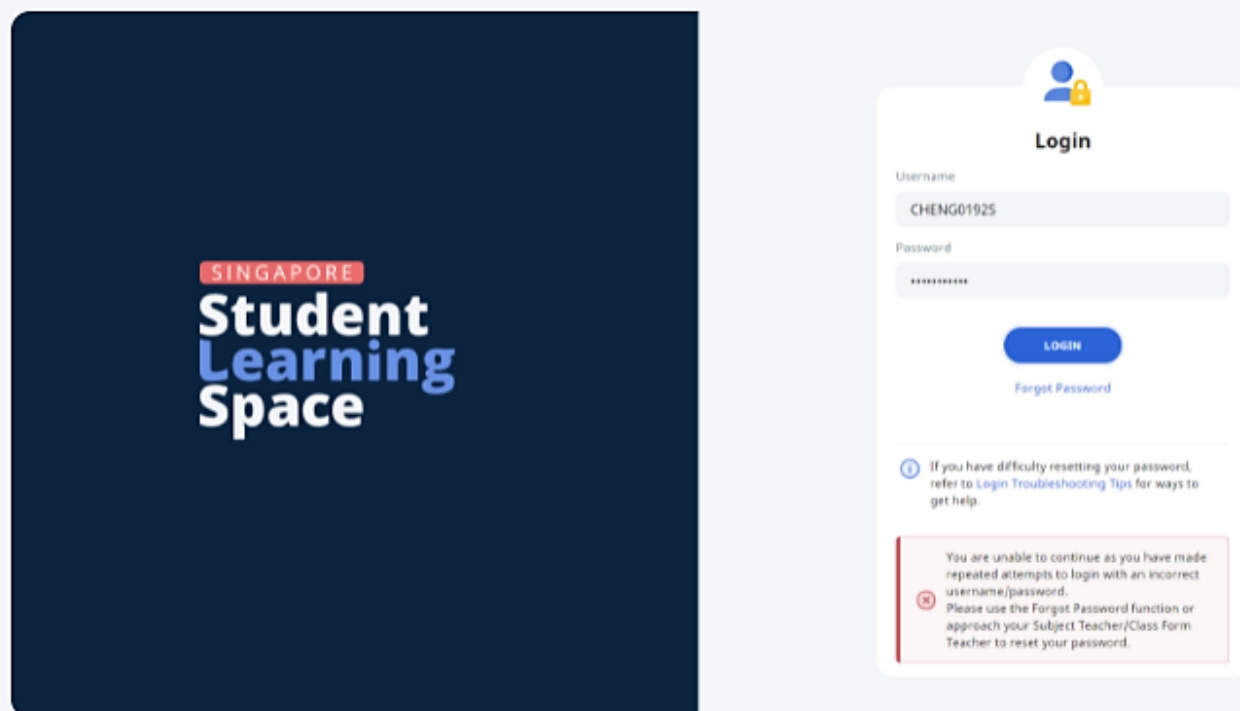 SINGAPORE
Student
Learning
Space
Login
Username
CHENG0192S
Password
LOGIN
Forgot Password
If you have difficulty resetting your password,
refer to Login Troubleshooting Tips for ways to
get help.
You are unable to continue as you have made
repeated attempts to login with an incorrect
username/password.
Please use the Forgot Password function or
approach your Subject Teacher/Class Form
Teacher to reset your password.